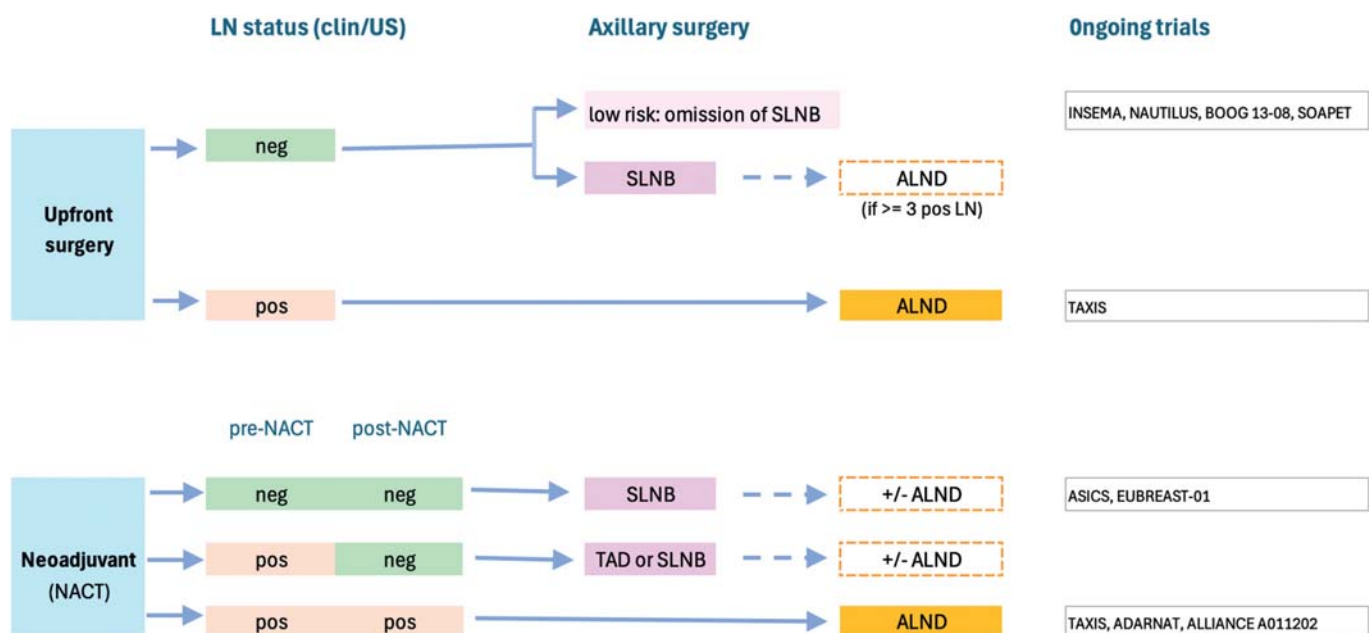 LN status (clin/US) Axillary surgery Ongoing trials
low risk: omission of SLNB INSEMA, NAUTILUS, BOOG 13-08, SOAPET
neg
SLNB ALND
(if >= 3 pos LN)
Upfront
surgery
pos ALND TAXIS
pre-NACT post-NACT
neg neg SLNB +/- ALND ASICS, EUBREAST-01
Neoadjuvant
(NACT)
pos neg TAD or SLNB +/- ALND
pos pos ALND TAXIS, ADARNAT, ALLIANCE A011202